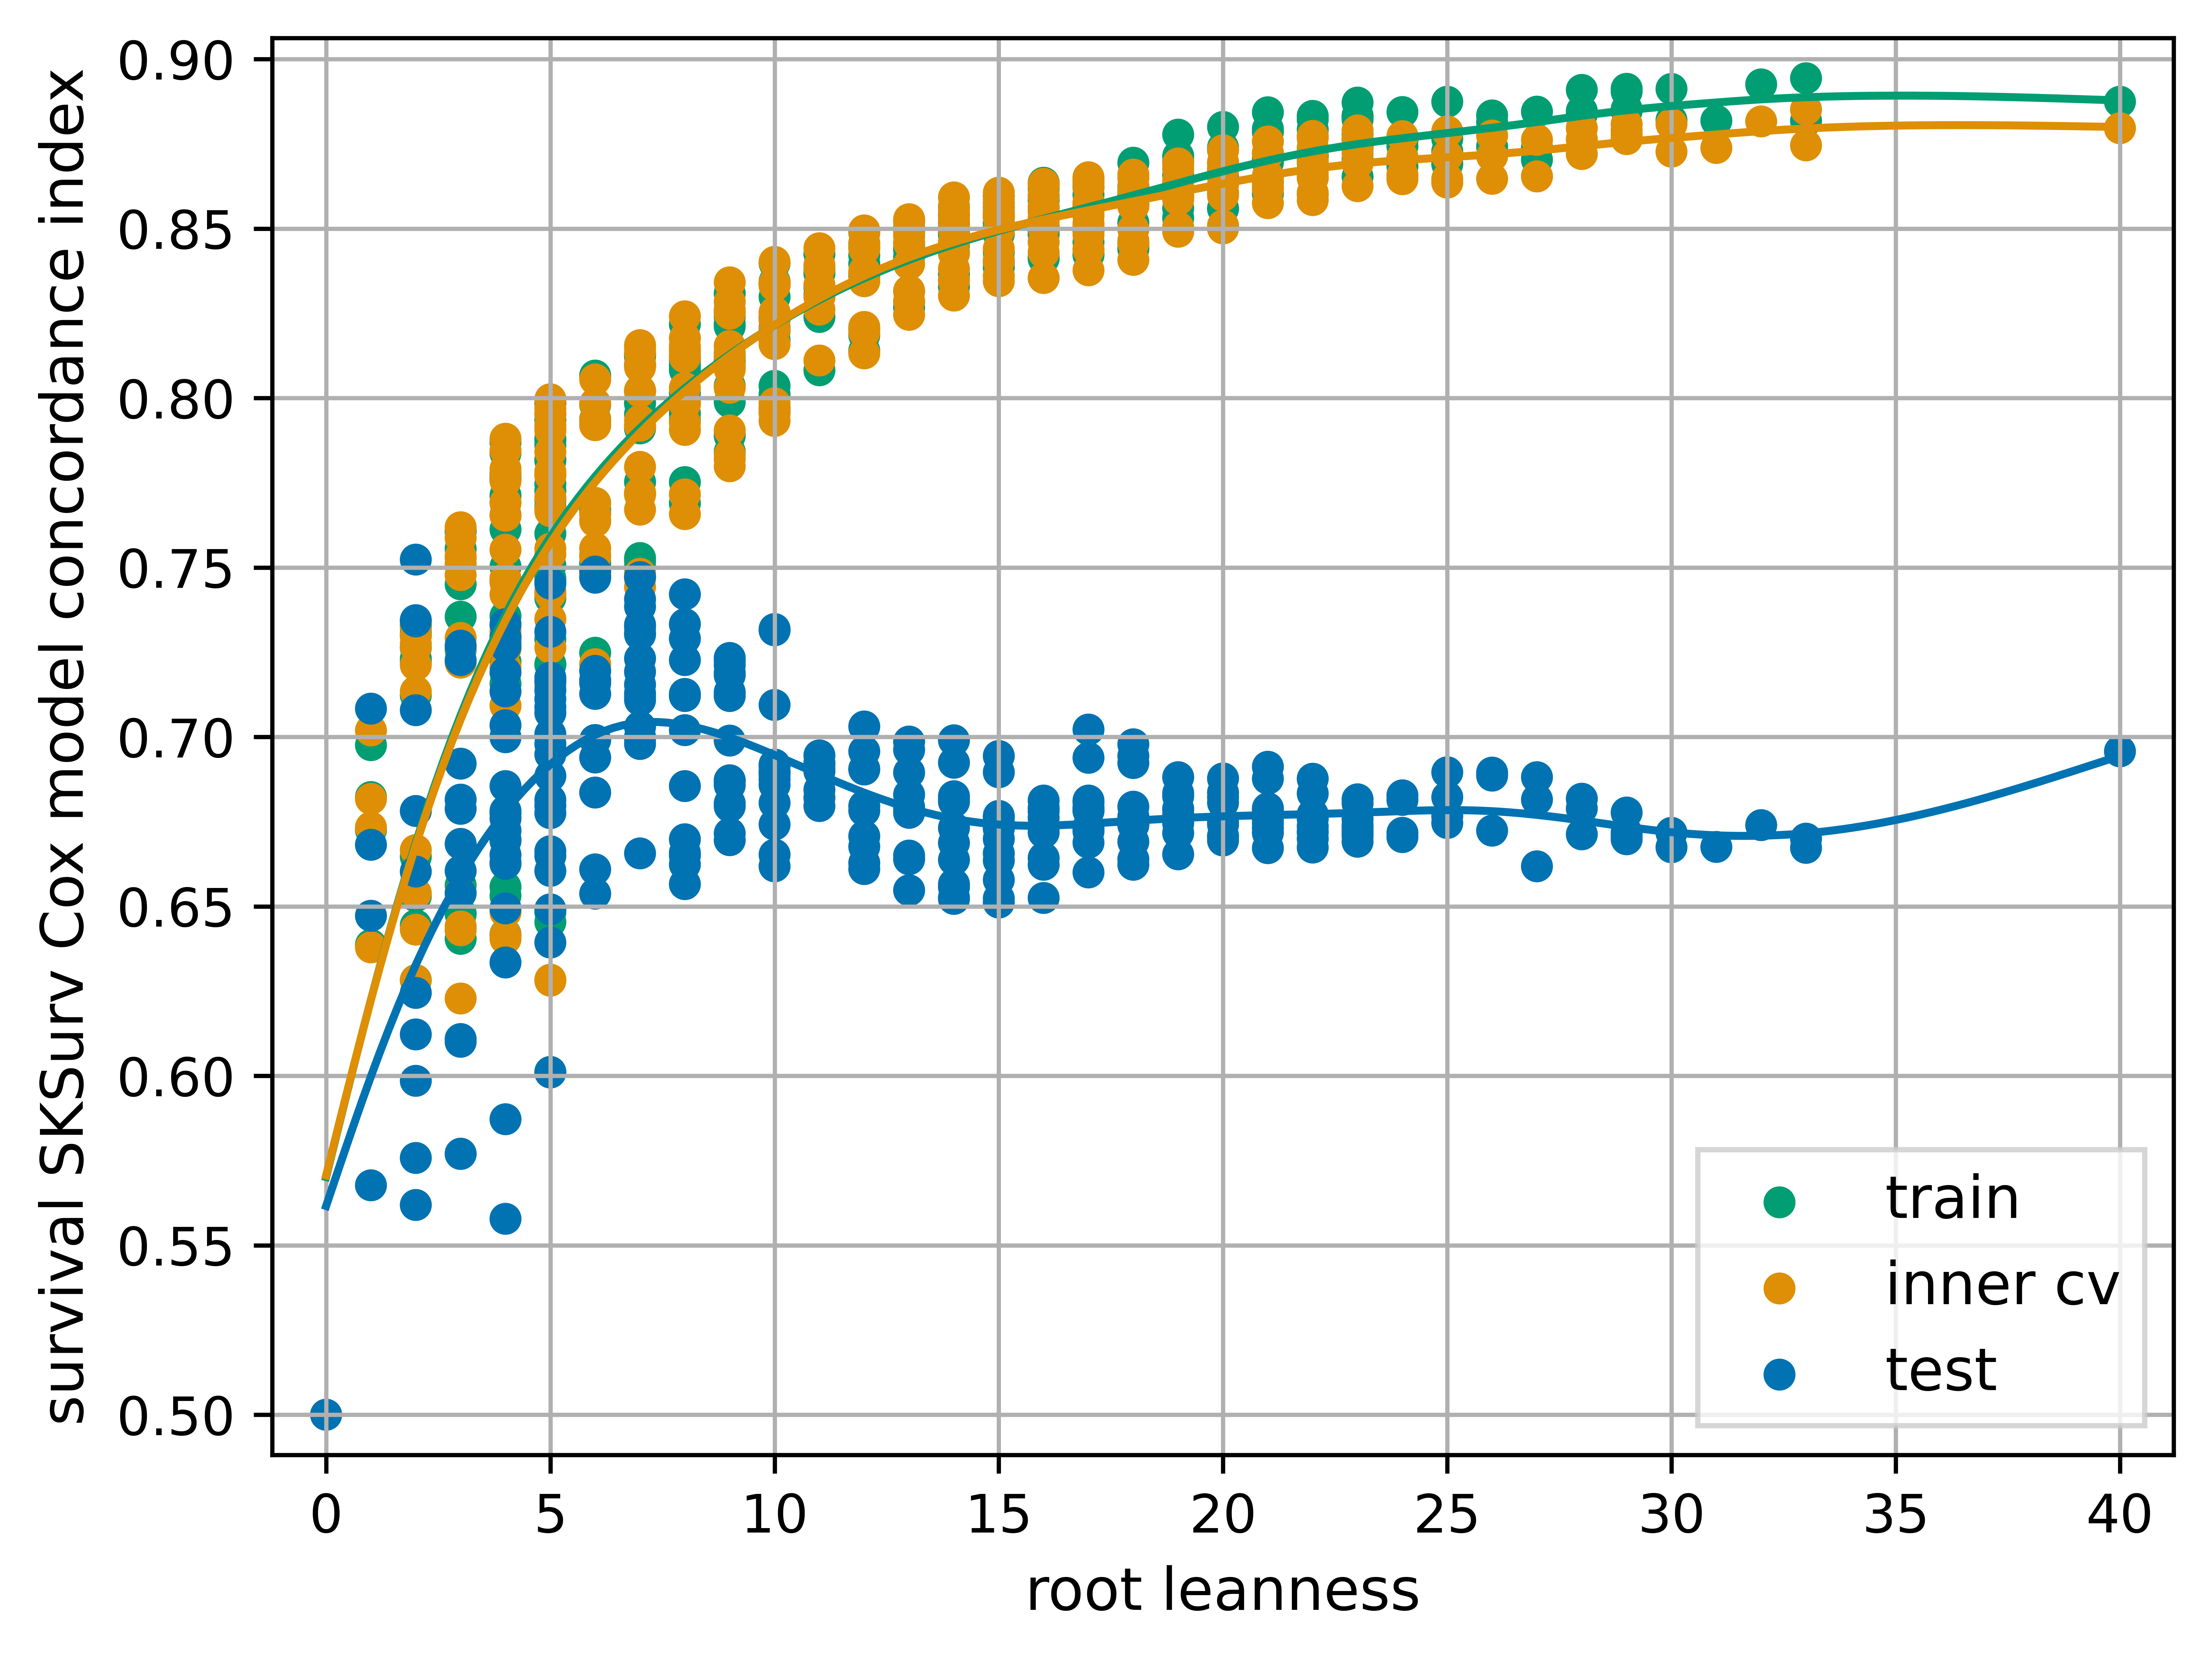 survival SKSurv Cox model concordance index
0.90
0.85
0.80
0.75
0.70
0.65
0.60
0.55
0.50
0 5 10 15 20 25 30 35 40
root leanness
train
inner cv
test